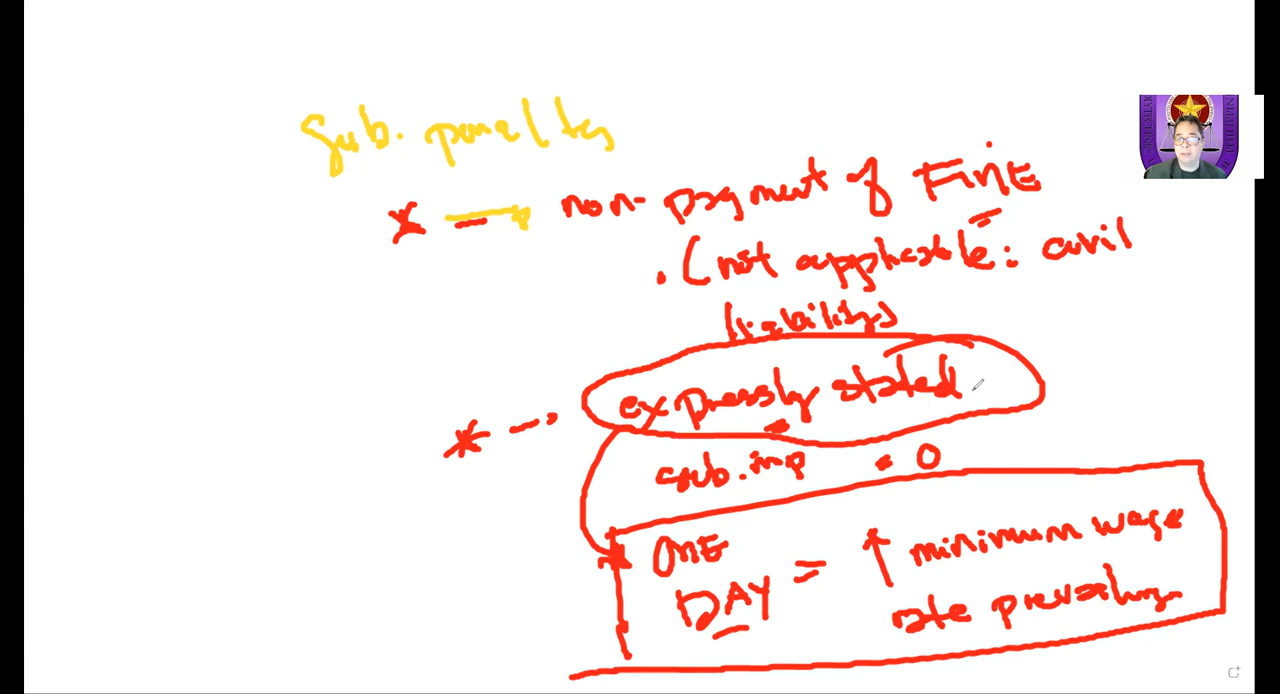 Sub. penalty
* → non-payment of FiNE
. (not applicable: civil
liability)
* - . expressly stated
sub. imp = 0
ONE
DAY = ↑ minimum wage
rate prevailing